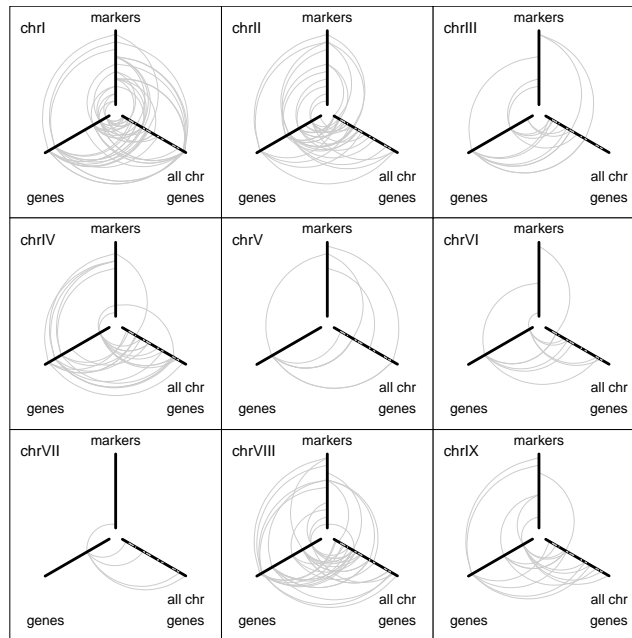 chrI
markers
genes
all chr
genes
chrII
markers
genes
all chr
genes
chrIII
markers
genes
all chr
genes
chrIV
markers
genes
all chr
genes
chrV
markers
genes
all chr
genes
chrVI
markers
genes
all chr
genes
chrVII
markers
genes
all chr
genes
chrVIII
markers
genes
all chr
genes
chrIX
markers
genes
all chr
genes